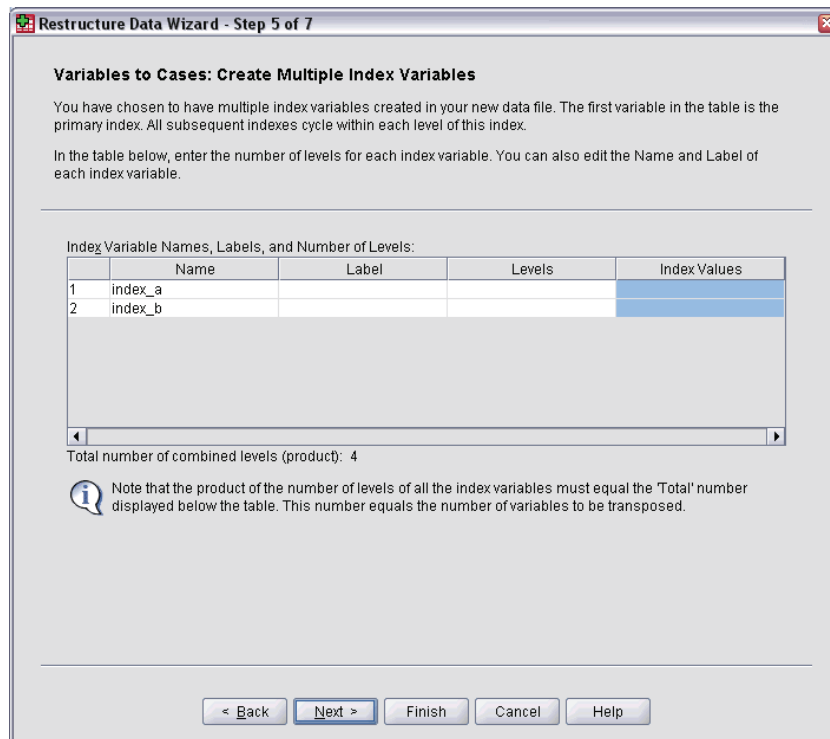 Restructure Data Wizard - Step 5 of 7
Variables to Cases: Create Multiple Index Variables
You have chosen to have multiple index variables created in your new data file. The first variable in the table is the
primary index. All subsequent indexes cycle within each level of this index.
In the table below, enter the number of levels for each index variable. You can also edit the Name and Label of
each index variable.
Index Variable Names, Labels, and Number of Levels:
Name Label Levels Index Values
1 index_a
2 index_b
Total number of combined levels (product): 4
Note that the product of the number of levels of all the index variables must equal the 'Total' number
displayed below the table. This number equals the number of variables to be transposed.
< Back Next > Finish Cancel Help